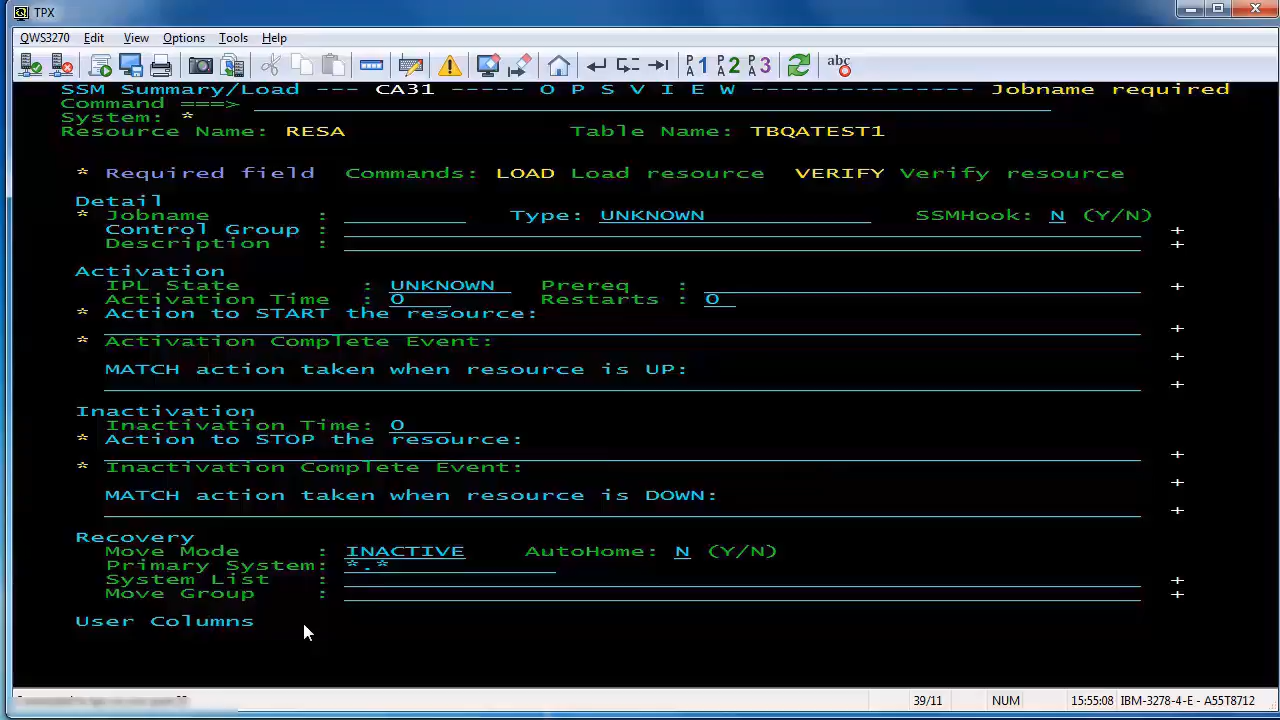 TPX
QWS3270 Edit View Options Tools Help
PA1 PA2 PA3 abc
SSM Summary/Load --- CA31 ----- O P S V I E W --------------- Jobname required
Command ===>
System: *
Resource Name: RESA Table Name: TBQATEST1
* Required field Commands: LOAD Load resource VERIFY Verify resource
Detail
* Jobname : Type: UNKNOWN SSMHook: N (Y/N)
Control Group : +
Description : +
Activation
IPL State : UNKNOWN Prereq : +
Activation Time : 0 Restarts : 0
* Action to START the resource:
+
* Activation Complete Event:
+
MATCH action taken when resource is UP:
+
Inactivation
Inactivation Time: 0
* Action to STOP the resource:
+
* Inactivation Complete Event:
+
MATCH action taken when resource is DOWN:
+
Recovery
Move Mode : INACTIVE AutoHome: N (Y/N)
Primary System: *.*
System List : +
Move Group : +
User Columns
39/11 NUM 15:55:08 IBM-3278-4-E - A55T8712